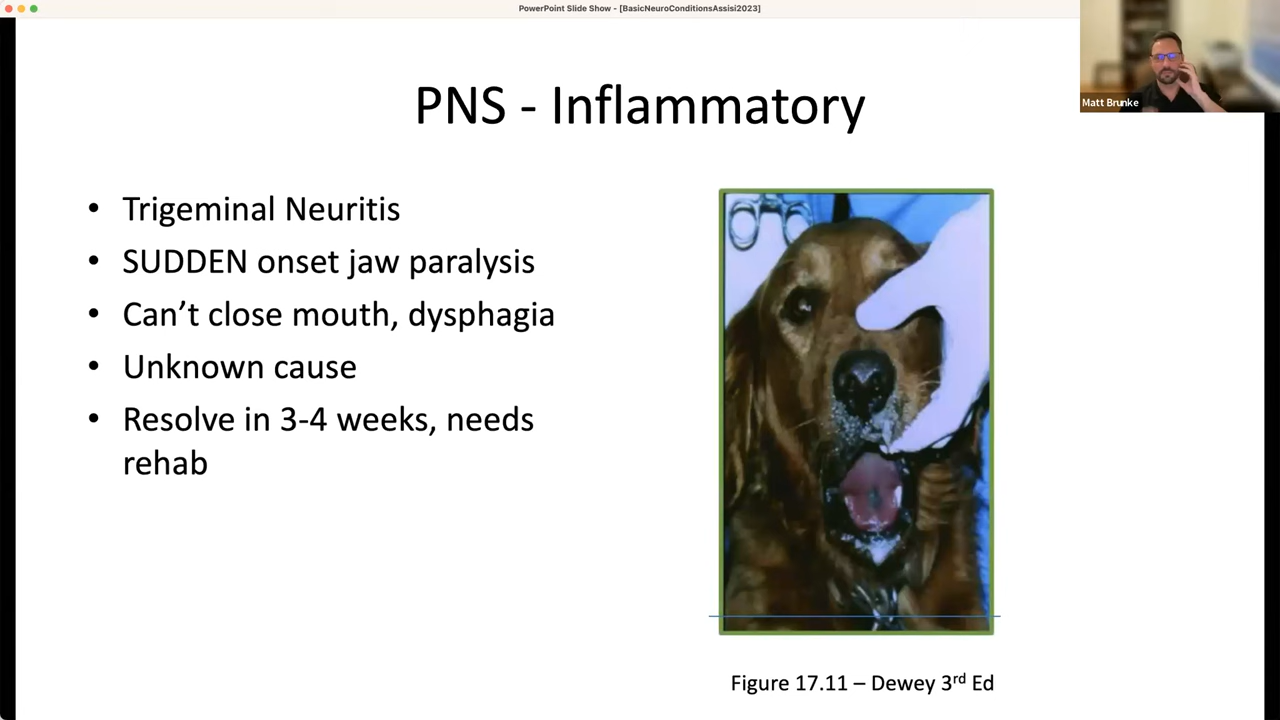 PowerPoint Slide Show - [BasicNeuroConditionsAssisi2023]
Matt Brunke
PNS - Inflammatory
• Trigeminal Neuritis
• SUDDEN onset jaw paralysis
• Can’t close mouth, dysphagia
• Unknown cause
• Resolve in 3-4 weeks, needs
rehab
Figure 17.11 – Dewey 3rd Ed